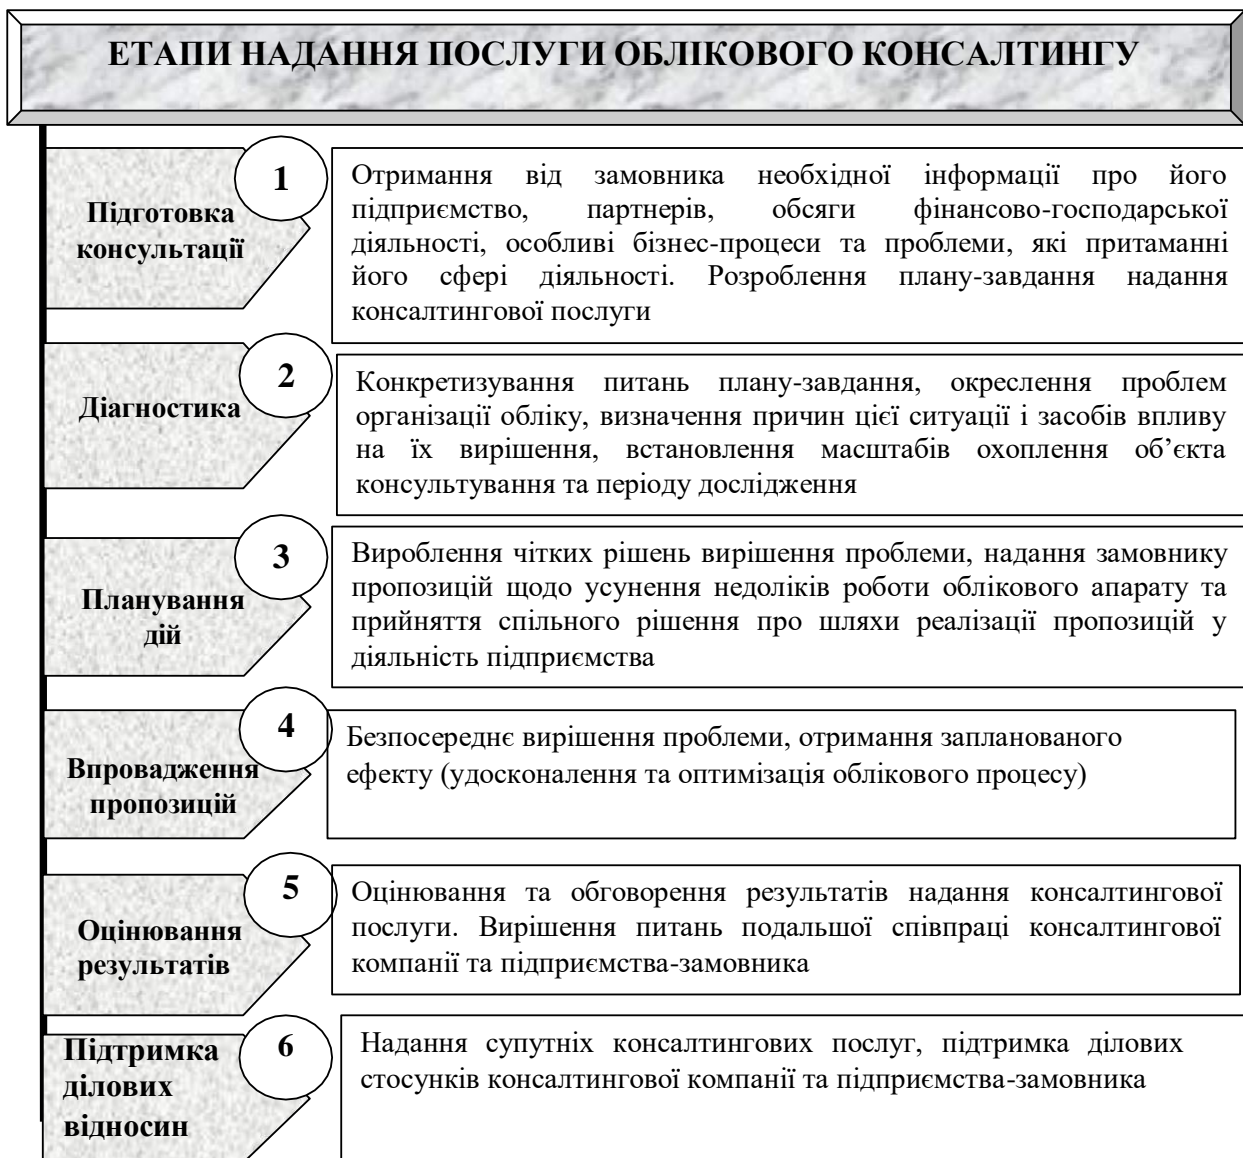 ЕТАПИ НАДАННЯ ПОСЛУГИ ОБЛІКОВОГО КОНСАЛТИНГУ
1
Підготовка
консультації
Отримання від замовника необхідної інформації про його
підприємство, партнерів, обсяги фінансово-господарської
діяльності, особливі бізнес-процеси та проблеми, які притаманні
його сфері діяльності. Розроблення плану-завдання надання
консалтингової послуги
2
Діагностика
Конкретизування питань плану-завдання, окреслення проблем
організації обліку, визначення причин цієї ситуації і засобів впливу
на їх вирішення, встановлення масштабів охоплення об’єкта
консультування та періоду дослідження
3
Планування
дій
Вироблення чітких рішень вирішення проблеми, надання замовнику
пропозицій щодо усунення недоліків роботи облікового апарату та
прийняття спільного рішення про шляхи реалізації пропозицій у
діяльність підприємства
4
Впровадження
пропозицій
Безпосереднє вирішення проблеми, отримання запланованого
ефекту (удосконалення та оптимізація облікового процесу)
5
Оцінювання
результатів
Оцінювання та обговорення результатів надання консалтингової
послуги. Вирішення питань подальшої співпраці консалтингової
компанії та підприємства-замовника
6
Підтримка
ділових
відносин
Надання супутніх консалтингових послуг, підтримка ділових
стосунків консалтингової компанії та підприємства-замовника